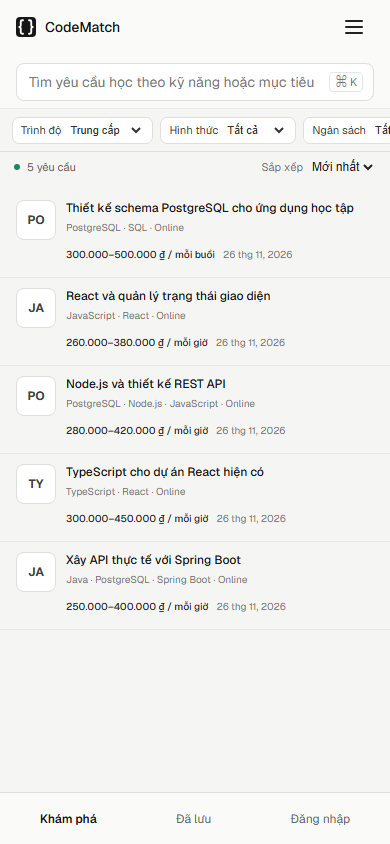 {} CodeMatch
Tìm yêu cầu học theo kỹ năng hoặc mục tiêu ⌘ K
Trình độ Trung cấp Hình thức Tất cả Ngân sách
5 yêu cầu Sắp xếp Mới nhất
PO Thiết kế schema PostgreSQL cho ứng dụng học tập
PostgreSQL · SQL · Online
300.000–500.000 ₫ / mỗi buổi 26 thg 11, 2026
JA React và quản lý trạng thái giao diện
JavaScript · React · Online
260.000–380.000 ₫ / mỗi giờ 26 thg 11, 2026
PO Node.js và thiết kế REST API
PostgreSQL · Node.js · JavaScript · Online
280.000–420.000 ₫ / mỗi giờ 26 thg 11, 2026
TY TypeScript cho dự án React hiện có
TypeScript · React · Online
300.000–450.000 ₫ / mỗi giờ 26 thg 11, 2026
JA Xây API thực tế với Spring Boot
Java · PostgreSQL · Spring Boot · Online
250.000–400.000 ₫ / mỗi giờ 26 thg 11, 2026
Khám phá Đã lưu Đăng nhập